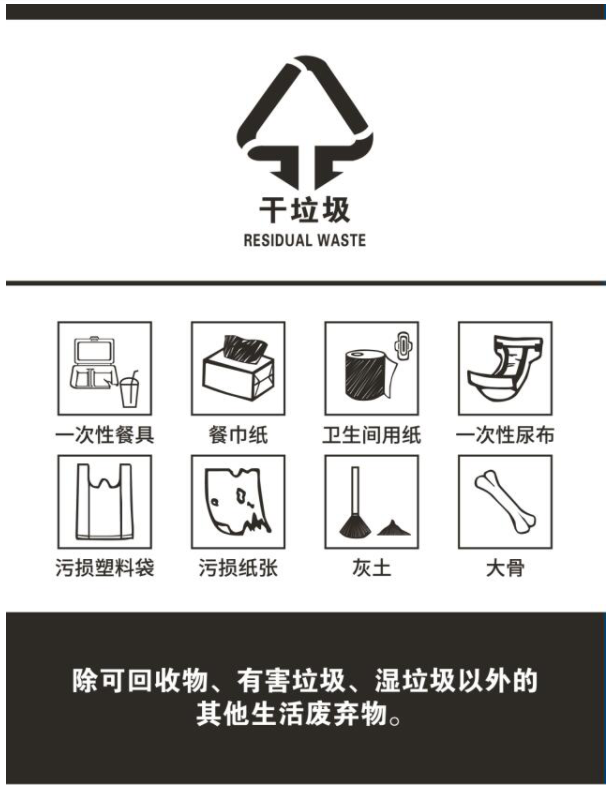 干垃圾
RESIDUAL WASTE
一次性餐具 餐巾纸 卫生间用纸 一次性尿布
污损塑料袋 污损纸张 灰土 大骨
除可回收物、有害垃圾、湿垃圾以外的
其他生活废弃物。